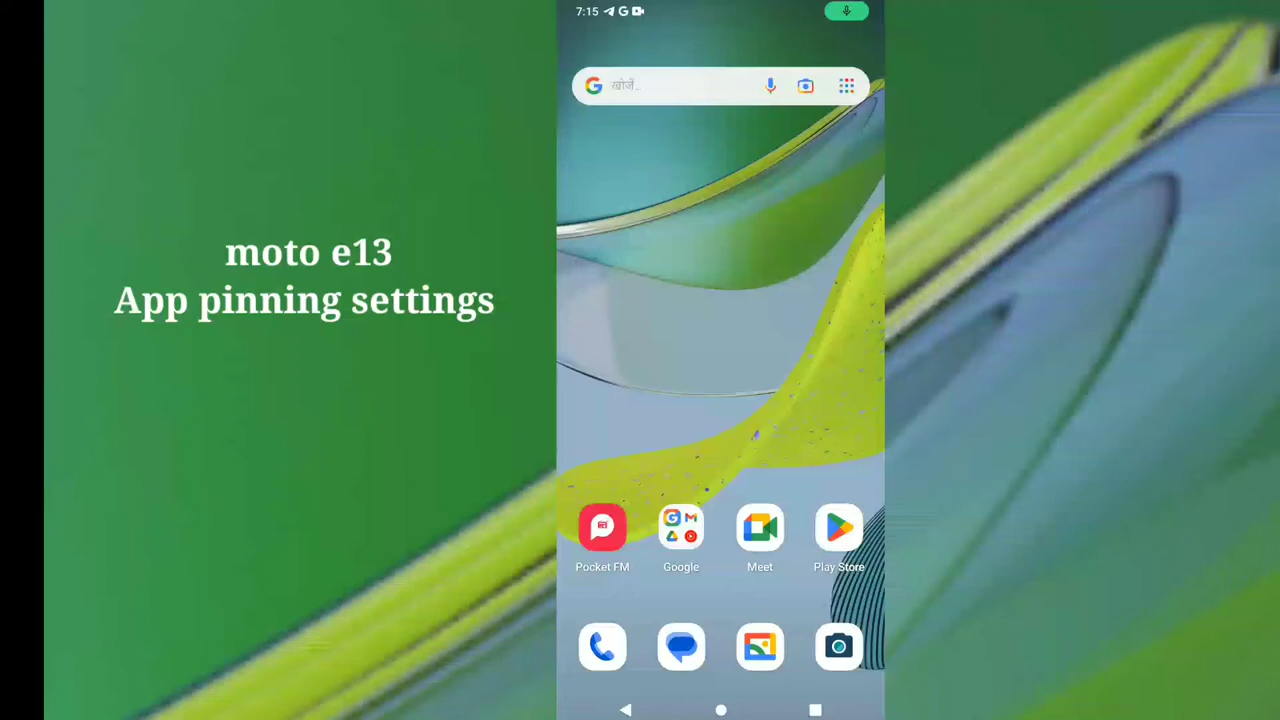 moto e13
App pinning settings
7:15
खोजें..
Pocket FM
Google
Meet
Play Store